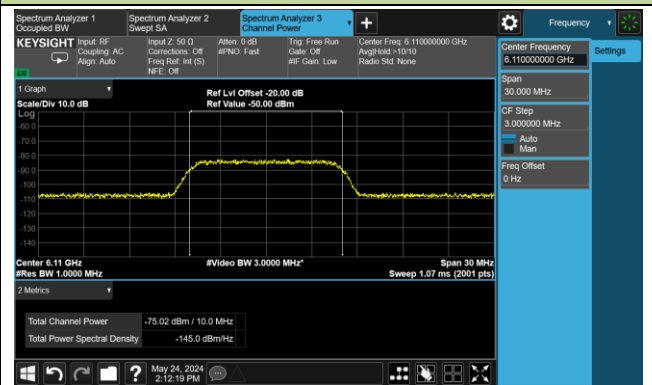 Spectrum Analyzer 1
Occupied BW
Spectrum Analyzer 2
Swept SA
Spectrum Analyzer 3
Channel Power
Frequency
KEYSIGHT
Input: RF
Coupling: AC
Align: Auto
Input Z: 50 Ω
Corrections: Off
Freq Ref: Int (S)
NFE: Off
Atten: 0 dB
#PNO: Fast
Trig: Free Run
Gate: Off
#IF Gain: Low
Center Freq: 6.110000000 GHz
Avg|Hold:>10/10
Radio Std: None
Center Frequency
6.110000000 GHz
Settings
Span
30.000 MHz
CF Step
3.000000 MHz
Auto
Man
Freq Offset
0 Hz
1 Graph
Scale/Div 10.0 dB
Ref Lvl Offset -20.00 dB
Ref Value -50.00 dBm
Log
-60.0
-70.0
-80.0
-90.0
-100
-110
-120
-130
-140
Center 6.11 GHz
#Res BW 1.0000 MHz
#Video BW 3.0000 MHz*
Span 30 MHz
Sweep 1.07 ms (2001 pts)
2 Metrics
Total Channel Power
-75.02 dBm / 10.0 MHz
Total Power Spectral Density
-145.0 dBm/Hz
May 24, 2024
2:12:19 PM